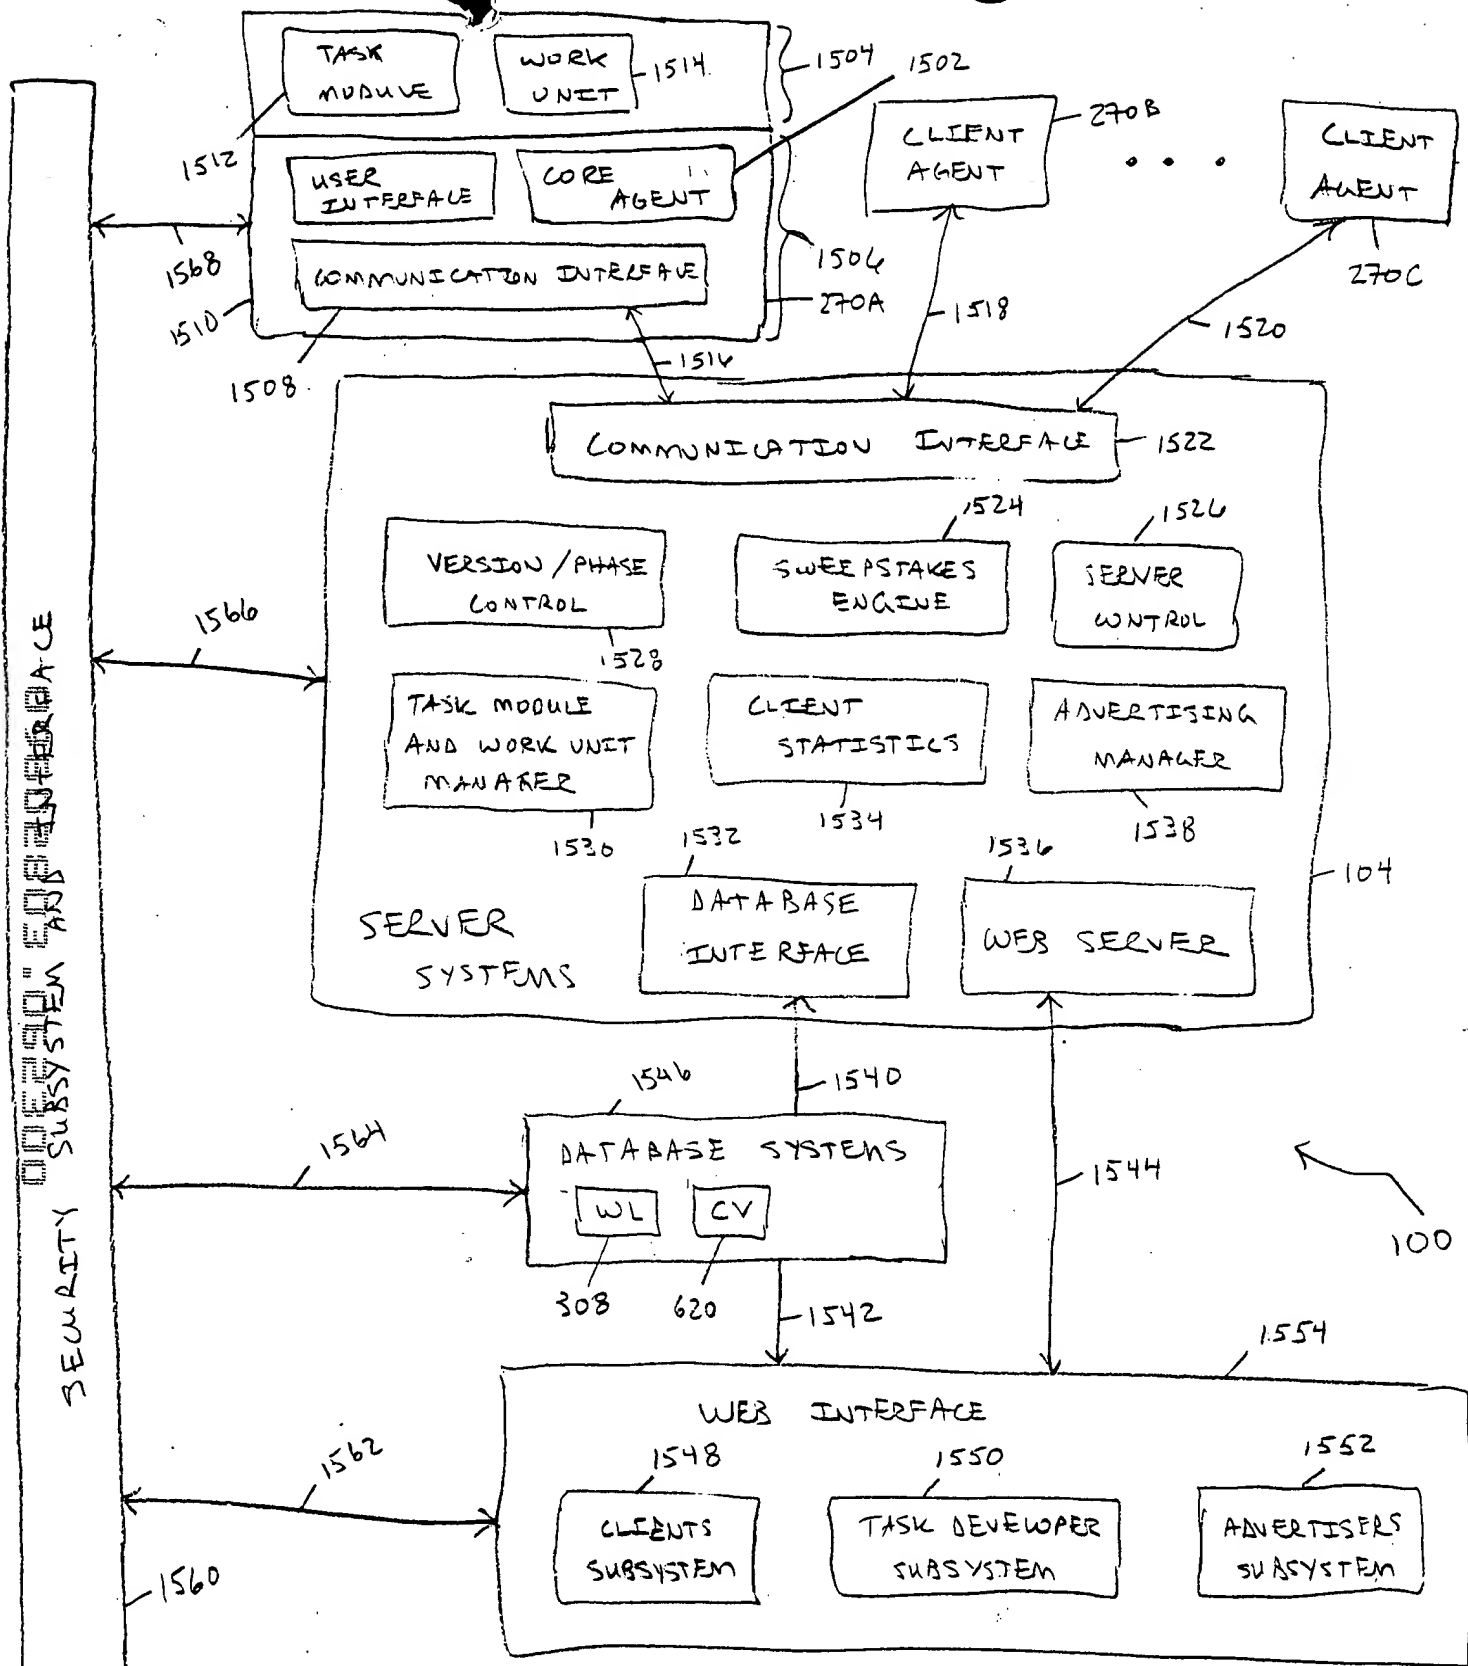 TASK
MODULE
WORK
UNIT
1514
1504
1502
1512
USER
INTERFACE
CORE
AGENT
CLIENT
AGENT
270B
CLIENT
AGENT
270C
1568
COMMUNICATION INTERFACE
1506
270A
1510
1508
1516
1518
1520
COMMUNICATION INTERFACE
1522
1524
1526
VERSION/PHASE
CONTROL
SWEEPSTAKES
ENGINE
SERVER
CONTROL
1528
1566
TASK MODULE
AND WORK UNIT
MANAGER
CLIENT
STATISTICS
ADVERTISING
MANAGER
1530
1534
1538
1532
1536
104
DATABASE
INTERFACE
WEB SERVER
SERVER
SYSTEMS
1546
1540
1564
DATABASE SYSTEMS
WL
CV
308
620
1544
100
1542
1554
WEB INTERFACE
1562
1548
1550
1552
CLIENTS
SUBSYSTEM
TASK DEVELOPER
SUBSYSTEM
ADVERTISERS
SUBSYSTEM
1560
SECURITY SUBSYSTEM AND INTERFACE